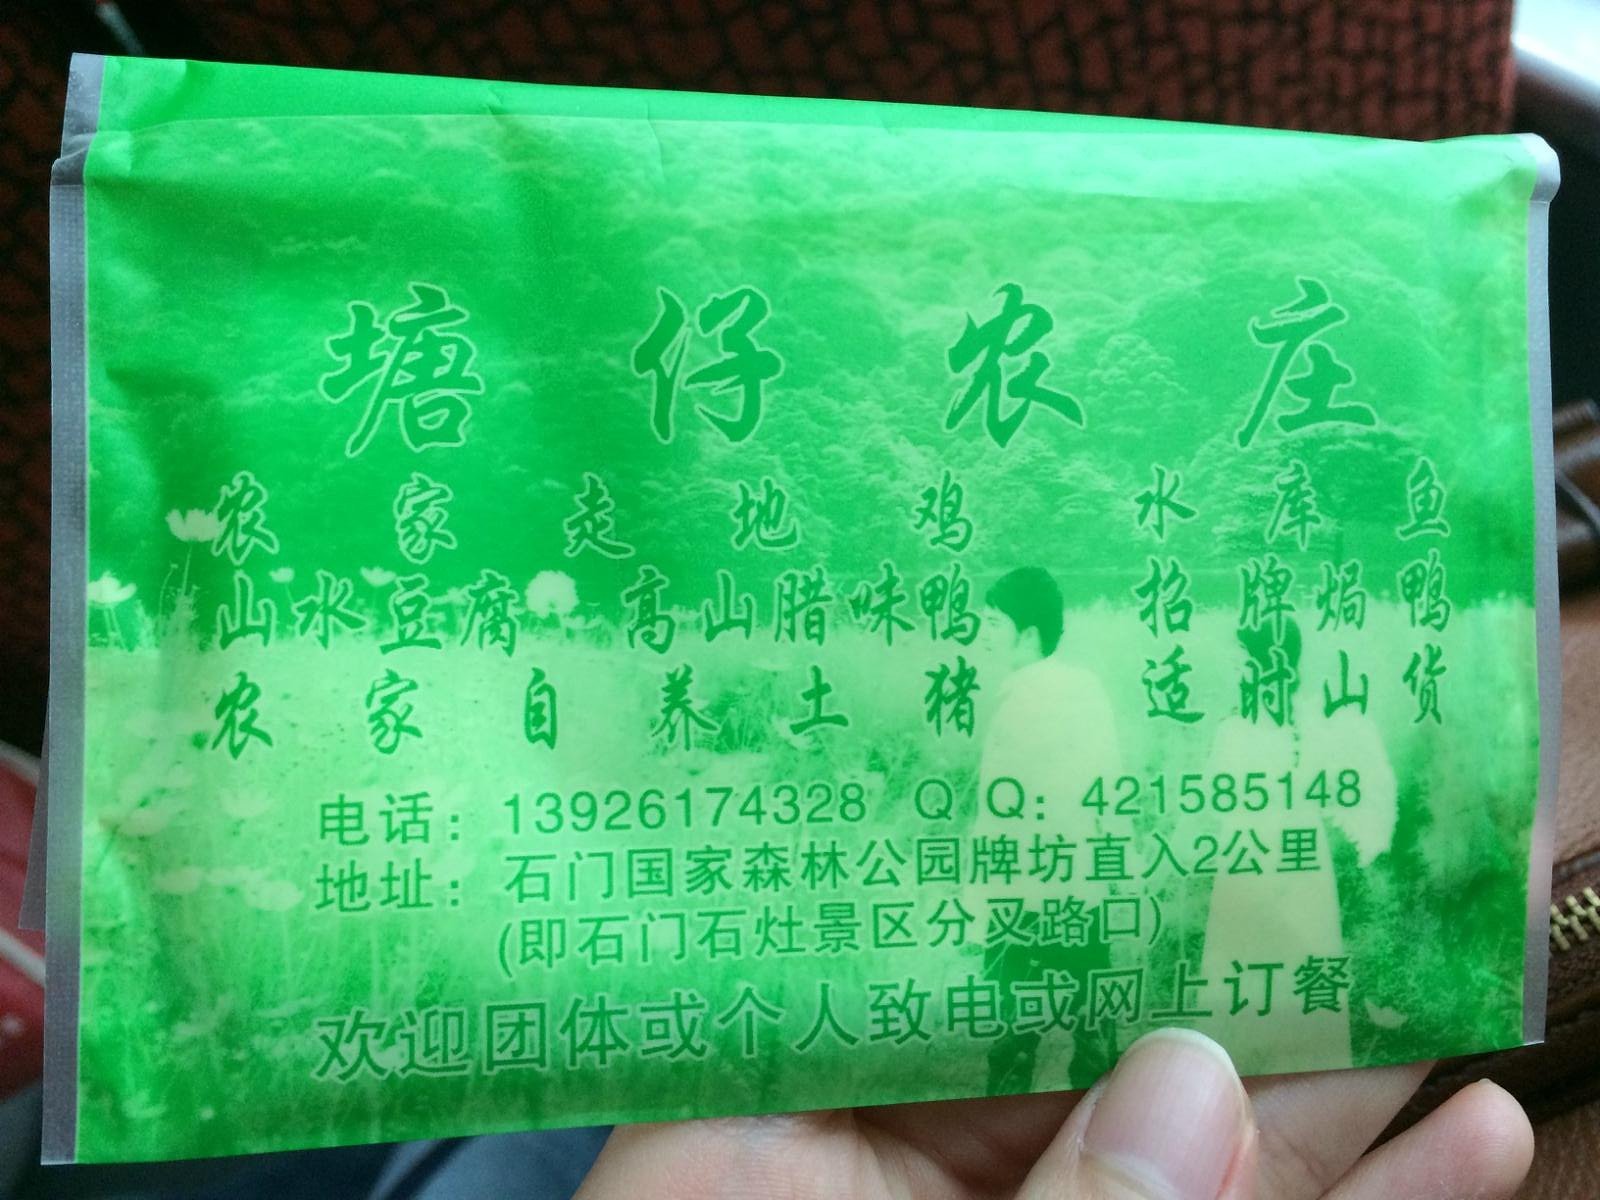 塘仔农庄
农家走地鸡 水库鱼
山水豆腐 高山腊味鸭 招牌焗鸭
农家自养土猪 适时山货
电话：13926174328 QQ：421585148
地址：石门国家森林公园牌坊直入2公里
(即石门石灶景区分叉路口)
欢迎团体或个人致电或网上订餐